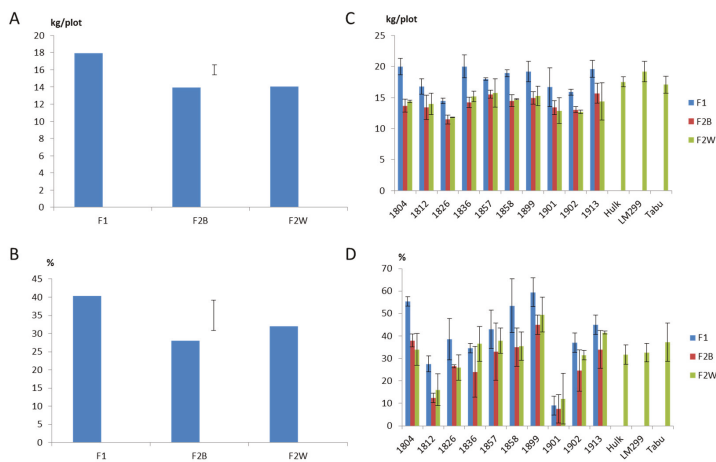 A
kg/plot
20
18
16
14
12
10
8
6
4
2
0
F1 F2B F2W
C
kg/plot
25
20
15
10
5
0
1804 1812 1826 1836 1857 1858 1899 1901 1902 1913 Hulk LM299 Tabu
F1
F2B
F2W
B
%
45
40
35
30
25
20
15
10
5
0
F1 F2B F2W
D
%
70
60
50
40
30
20
10
0
1804 1812 1826 1836 1857 1858 1899 1901 1902 1913 Hulk LM299 Tabu
F1
F2B
F2W